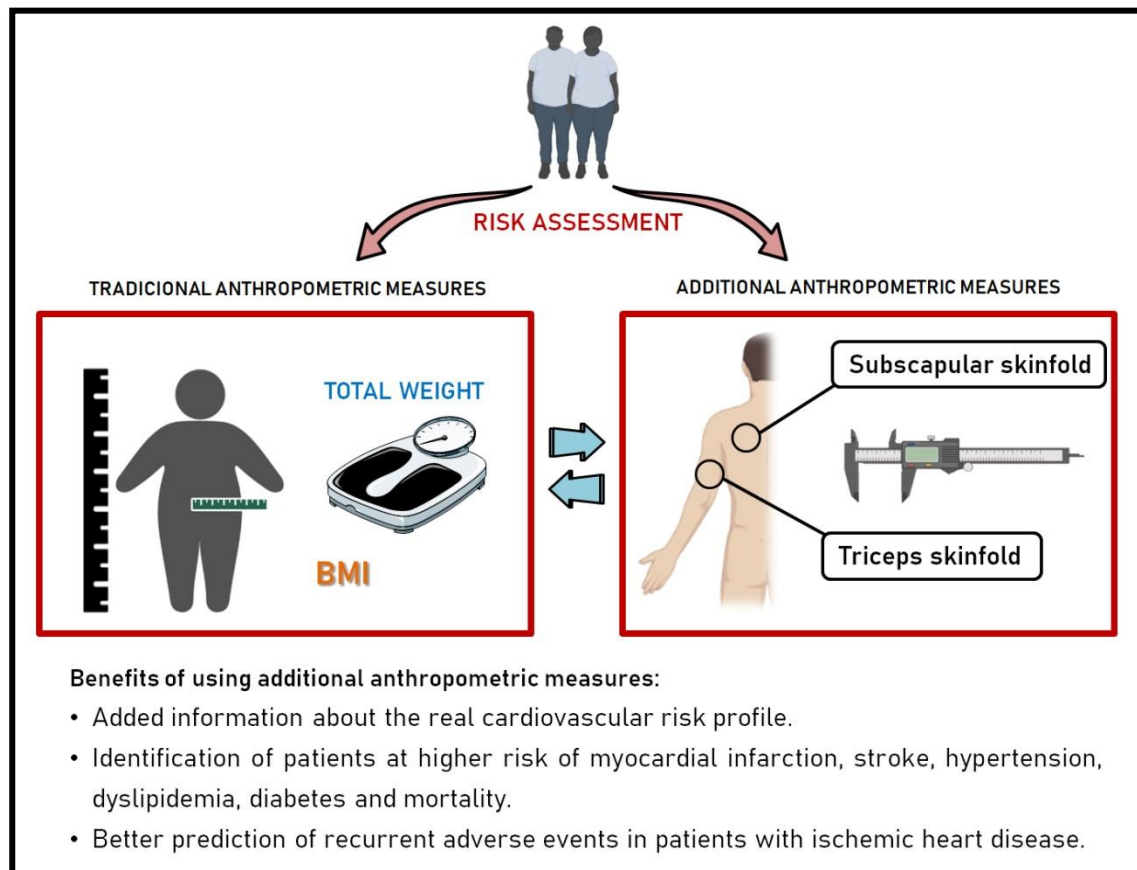 RISK ASSESSMENT
TRADICIONAL ANTHROPOMETRIC MEASURES
ADDITIONAL ANTHROPOMETRIC MEASURES
TOTAL WEIGHT
BMI
Subscapular skinfold
Triceps skinfold
Benefits of using additional anthropometric measures:
• Added information about the real cardiovascular risk profile.
• Identification of patients at higher risk of myocardial infarction, stroke, hypertension,
dyslipidemia, diabetes and mortality.
• Better prediction of recurrent adverse events in patients with ischemic heart disease.